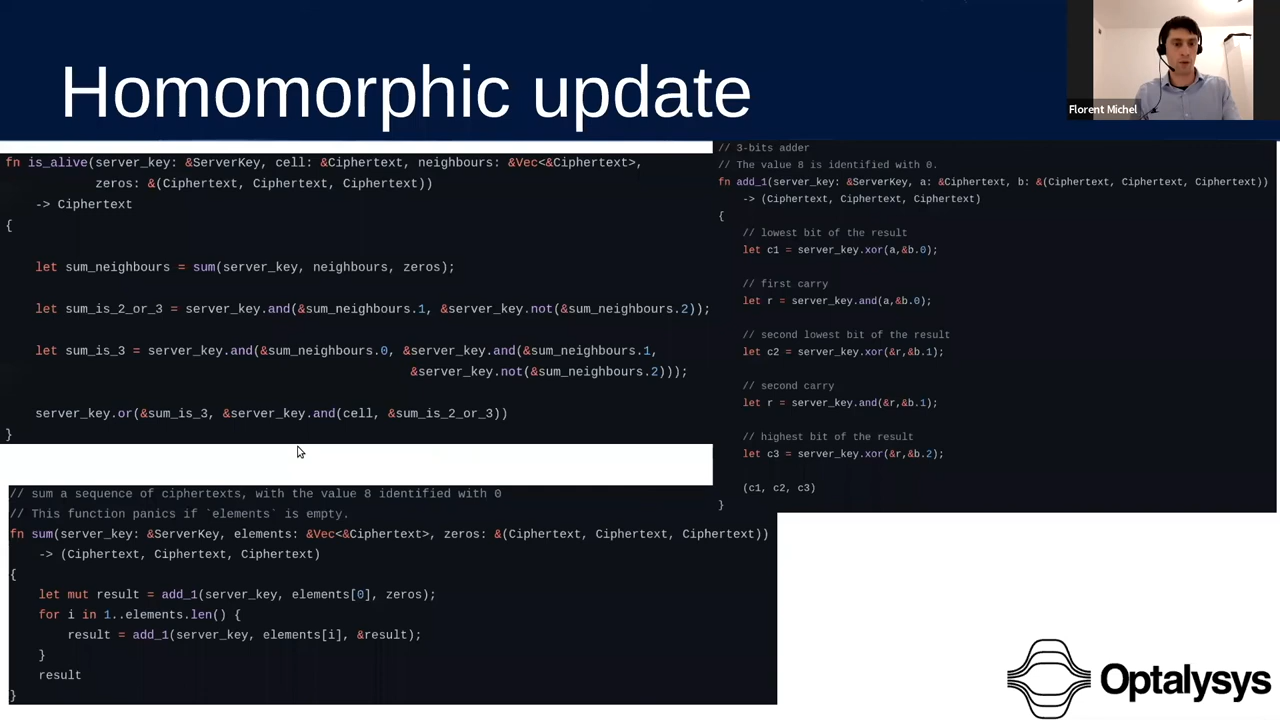 Homomorphic update
Florent Michel
fn is_alive(server_key: &ServerKey, cell: &Ciphertext, neighbours: &Vec<&Ciphertext>,
zeros: &(Ciphertext, Ciphertext, Ciphertext))
-> Ciphertext
{
let sum_neighbours = sum(server_key, neighbours, zeros);
let sum_is_2_or_3 = server_key.and(&sum_neighbours.1, &server_key.not(&sum_neighbours.2));
let sum_is_3 = server_key.and(&sum_neighbours.0, &server_key.and(&sum_neighbours.1,
&server_key.not(&sum_neighbours.2)));
server_key.or(&sum_is_3, &server_key.and(cell, &sum_is_2_or_3))
}
// sum a sequence of ciphertexts, with the value 8 identified with 0
// This function panics if `elements` is empty.
fn sum(server_key: &ServerKey, elements: &Vec<&Ciphertext>, zeros: &(Ciphertext, Ciphertext, Ciphertext))
-> (Ciphertext, Ciphertext, Ciphertext)
{
let mut result = add_1(server_key, elements[0], zeros);
for i in 1..elements.len() {
result = add_1(server_key, elements[i], &result);
}
result
}
// 3-bits adder
// The value 8 is identified with 0.
fn add_1(server_key: &ServerKey, a: &Ciphertext, b: &(Ciphertext, Ciphertext, Ciphertext))
-> (Ciphertext, Ciphertext, Ciphertext)
{
// lowest bit of the result
let c1 = server_key.xor(a,&b.0);
// first carry
let r = server_key.and(a,&b.0);
// second lowest bit of the result
let c2 = server_key.xor(&r,&b.1);
// second carry
let r = server_key.and(&r,&b.1);
// highest bit of the result
let c3 = server_key.xor(&r,&b.2);
(c1, c2, c3)
}
Optalysys